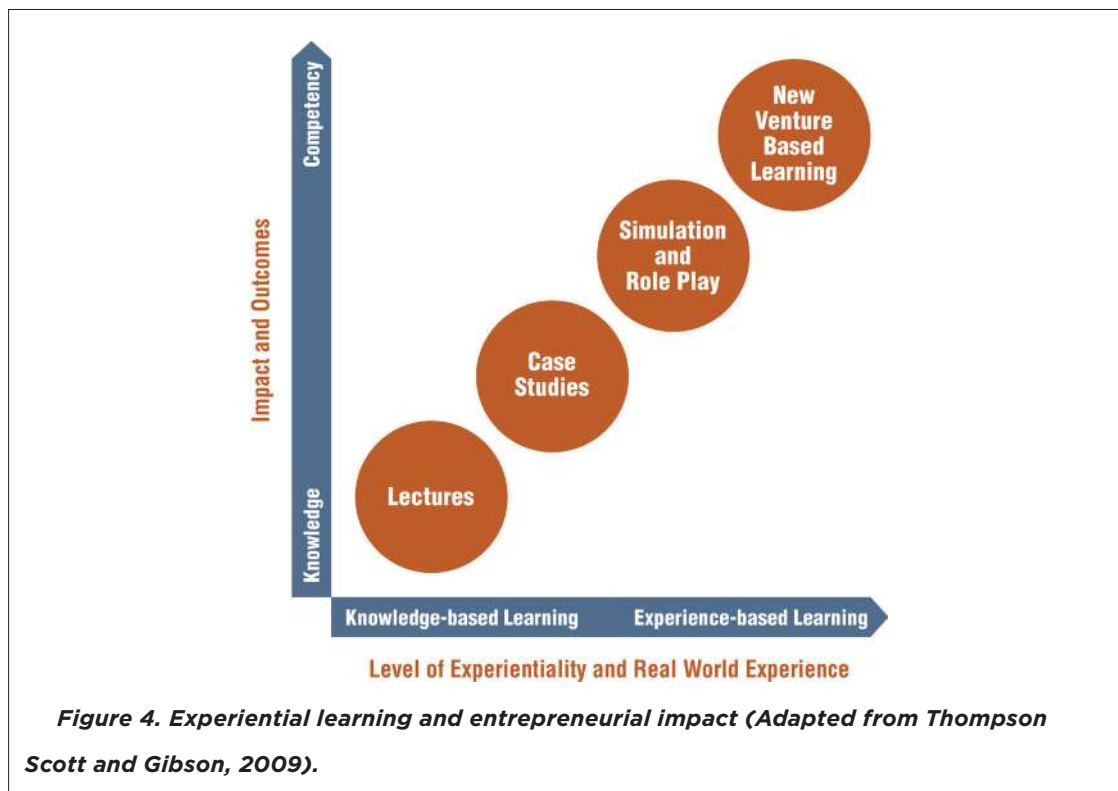 Competency
New
Venture
Based
Learning
Impact and Outcomes
Simulation
and
Role Play
Case
Studies
Lectures
Knowledge
Knowledge-based Learning
Experience-based Learning
Level of Experientiality and Real World Experience
Figure 4. Experiential learning and entrepreneurial impact (Adapted from Thompson
Scott and Gibson, 2009).